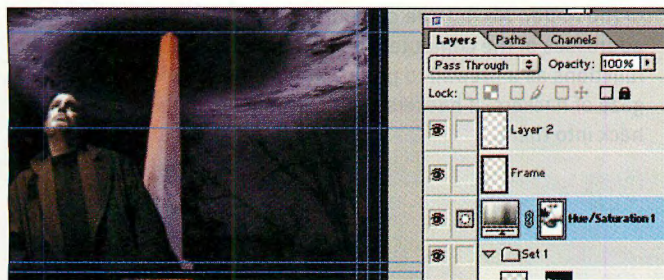 Layers Paths Channels
Pass Through Opacity: 100%
Lock:
Layer 2
Frame
Hue/Saturation 1
Set 1